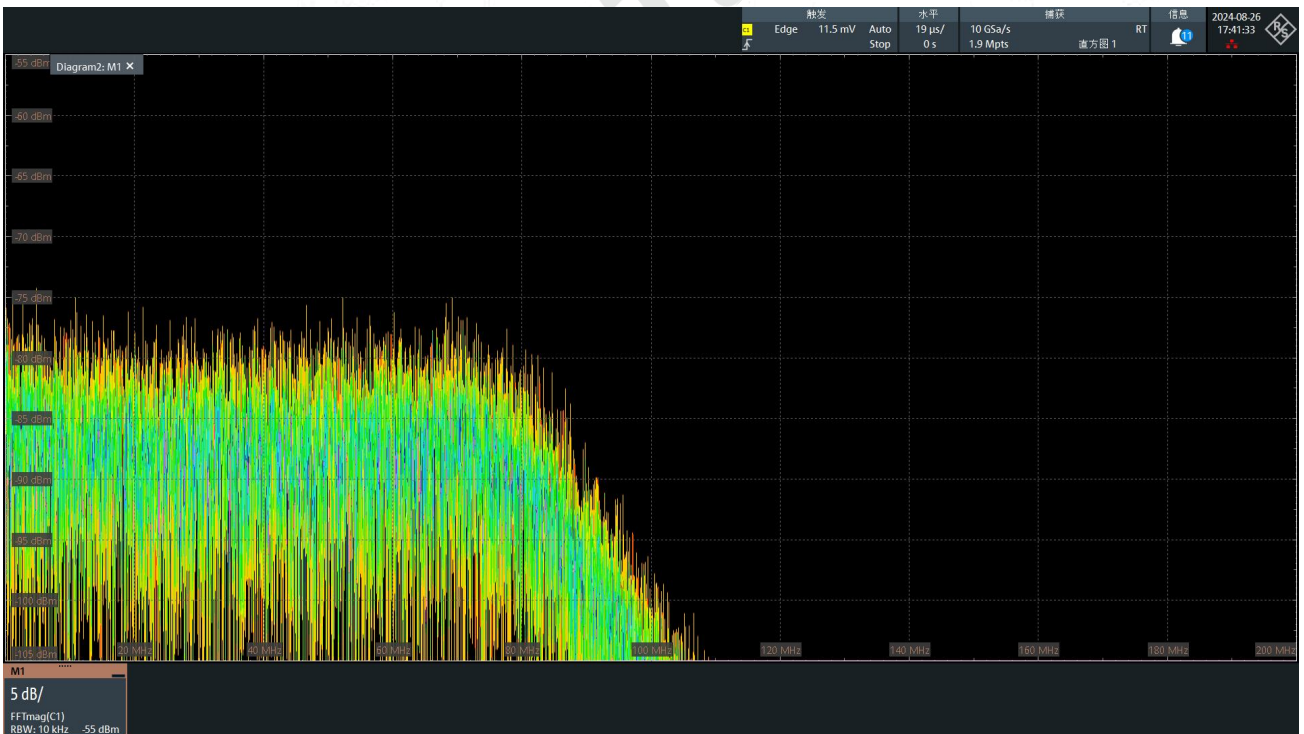 触发
水平
捕获
信息
2024-08-26
C1 Edge 11.5 mV Auto 19 µs/ 10 GSa/s RT 11 17:41:33
Stop 0 s 1.9 Mpts 直方图 1
R&S
-55 dBm Diagram2: M1 ×
-60 dBm
-65 dBm
-70 dBm
-75 dBm
-80 dBm
-85 dBm
-90 dBm
-95 dBm
-100 dBm
-105 dBm 20 MHz 40 MHz 60 MHz 80 MHz 100 MHz 120 MHz 140 MHz 160 MHz 180 MHz 200 MHz
M1
5 dB/
FFTmag(C1)
RBW: 10 kHz -55 dBm